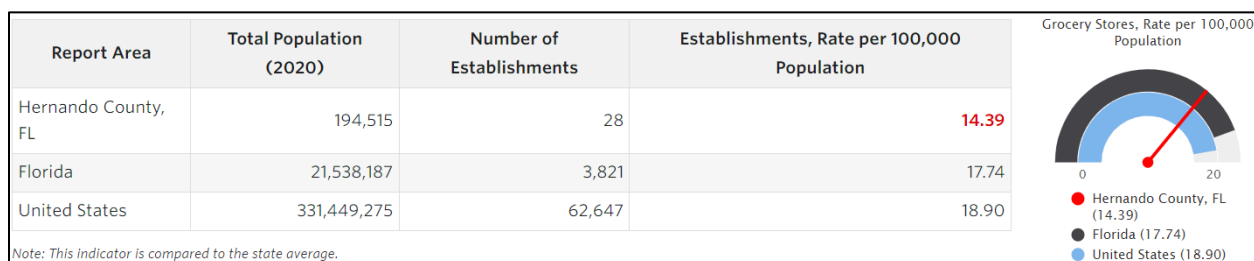 Report Area
Total Population
(2020)
Number of
Establishments
Establishments, Rate per 100,000
Population
Hernando County,
FL
194,515
28
14.39
Florida
21,538,187
3,821
17.74
United States
331,449,275
62,647
18.90
Note: This indicator is compared to the state average.
Grocery Stores, Rate per 100,000
Population
0
20
Hernando County, FL
(14.39)
Florida (17.74)
United States (18.90)